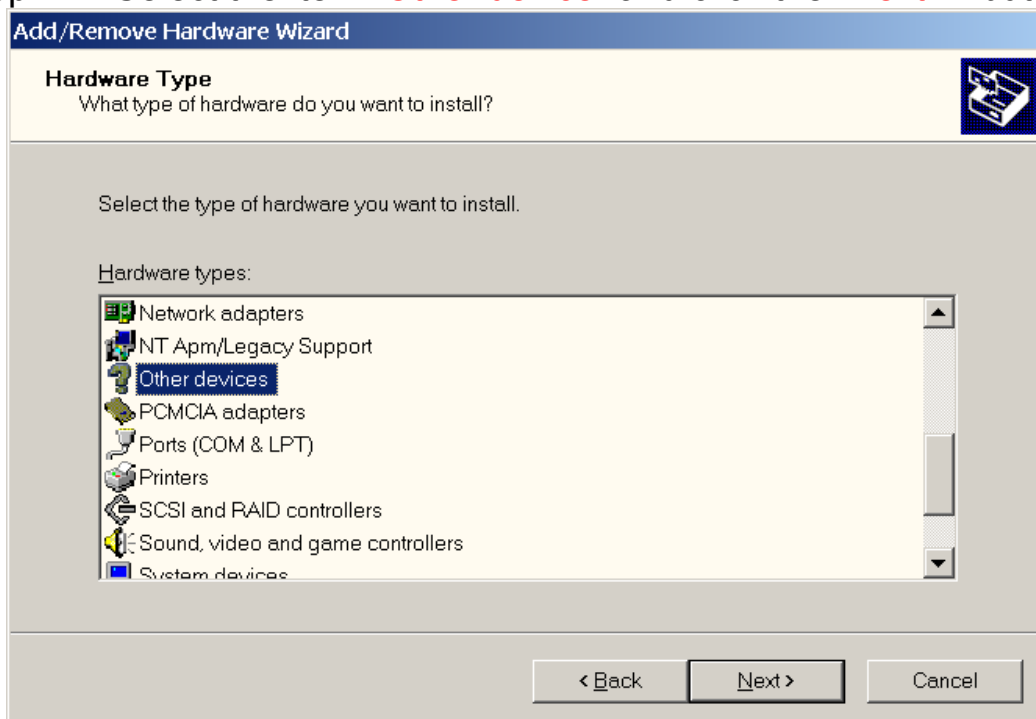 Add/Remove Hardware Wizard
Hardware Type
What type of hardware do you want to install?
Select the type of hardware you want to install.
Hardware types:
Network adapters
NT Apm/Legacy Support
Other devices
PCMCIA adapters
Ports (COM & LPT)
Printers
SCSI and RAID controllers
Sound, video and game controllers
System devices
< Back
Next >
Cancel